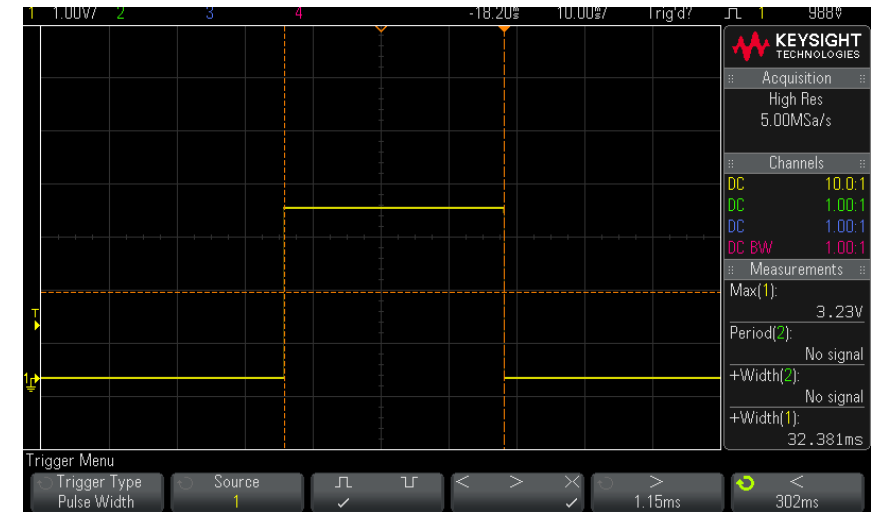 1 1.00V/ 2 3 4 -18.20s 10.00s/ Trig'd? 1 988V
KEYSIGHT
TECHNOLOGIES
Acquisition
High Res
5.00MSa/s
Channels
DC 10.0:1
DC 1.00:1
DC 1.00:1
DC BW 1.00:1
Measurements
Max(1):
3.23V
Period(2):
No signal
+Width(2):
No signal
+Width(1):
32.381ms
T
1
Trigger Menu
Trigger Type Source < > >< > <
Pulse Width 1 1.15ms 302ms